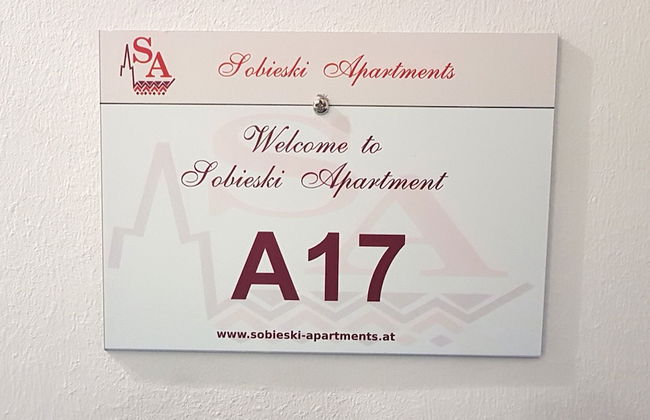 SA
Sobieski Apartments
Welcome to
Sobieski Apartment
A17
www.sobieski-apartments.at